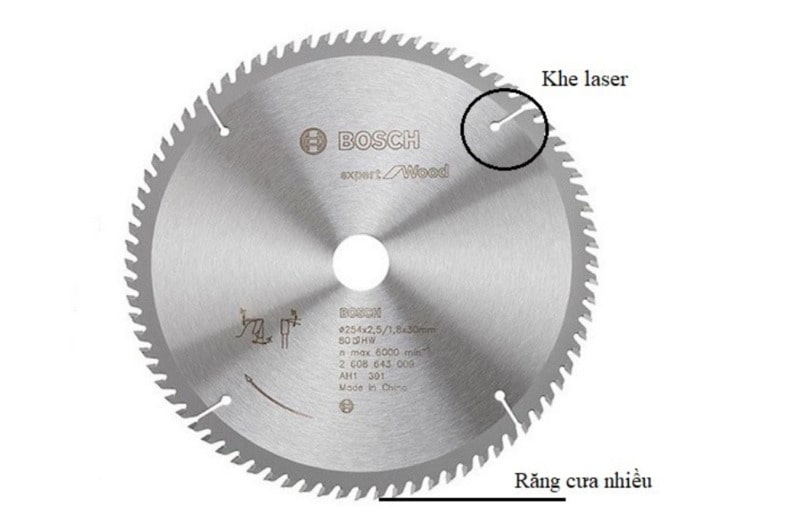 Khe laser
BOSCH
expert for Wood
BOSCH
ø254x2,5/1,8x30mm
HW
n max 6000 min⁻¹
2 608 643 009
AH1 301
Made in China
Răng cưa nhiều